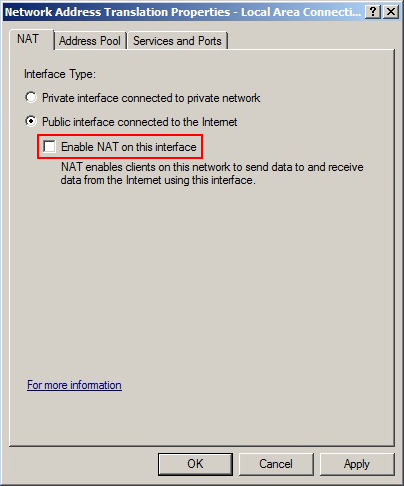 Network Address Translation Properties - Local Area Connecti...
NAT
Address Pool
Services and Ports
Interface Type:
Private interface connected to private network
Public interface connected to the Internet
Enable NAT on this interface
NAT enables clients on this network to send data to and receive
data from the Internet using this interface.
For more information
OK
Cancel
Apply